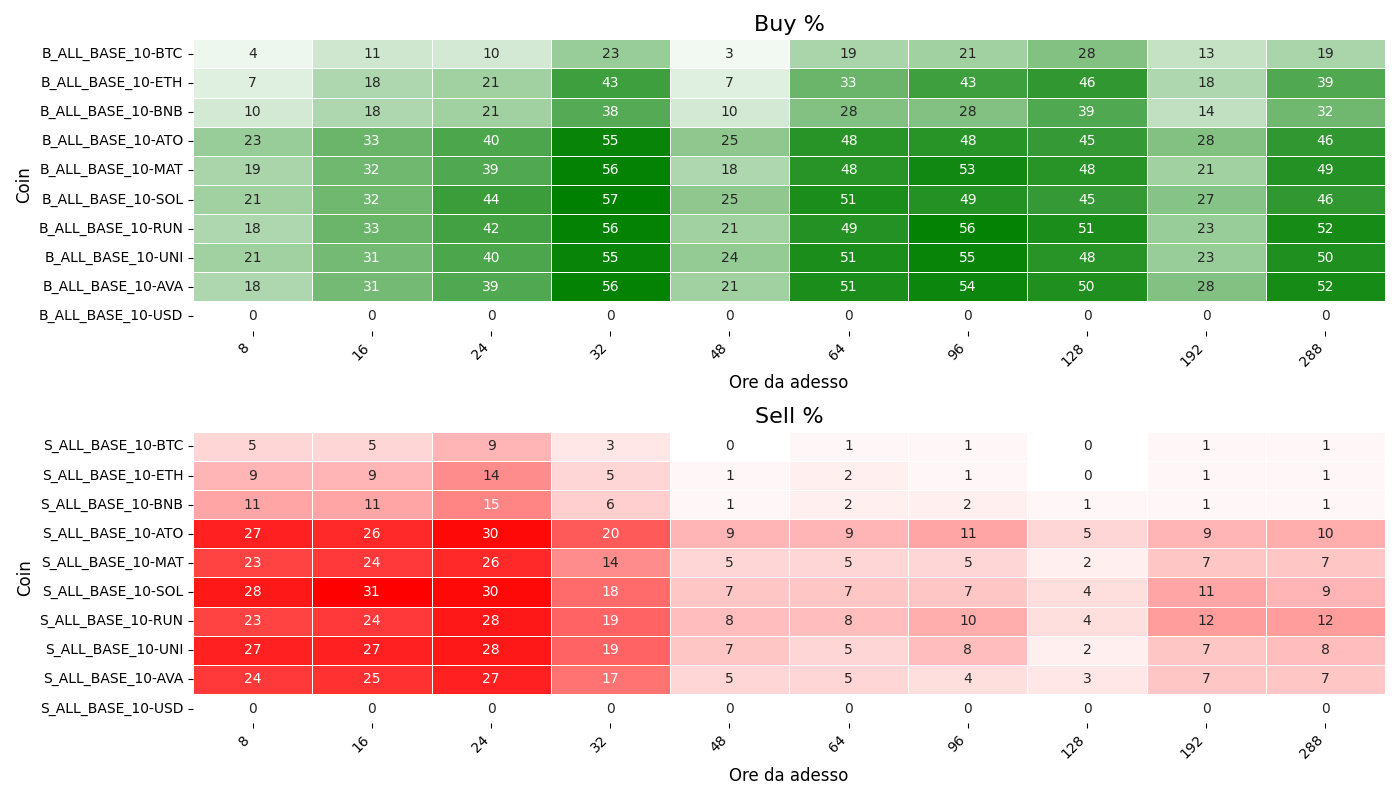 Buy %
Coin
B_ALL_BASE_10-BTC 4 11 10 23 3 19 21 28 13 19
B_ALL_BASE_10-ETH 7 18 21 43 7 33 43 46 18 39
B_ALL_BASE_10-BNB 10 18 21 38 10 28 28 39 14 32
B_ALL_BASE_10-ATO 23 33 40 55 25 48 48 45 28 46
B_ALL_BASE_10-MAT 19 32 39 56 18 48 53 48 21 49
B_ALL_BASE_10-SOL 21 32 44 57 25 51 49 45 27 46
B_ALL_BASE_10-RUN 18 33 42 56 21 49 56 51 23 52
B_ALL_BASE_10-UNI 21 31 40 55 24 51 55 48 23 50
B_ALL_BASE_10-AVA 18 31 39 56 21 51 54 50 28 52
B_ALL_BASE_10-USD 0 0 0 0 0 0 0 0 0 0
8 16 24 32 48 64 96 128 192 288
Ore da adesso
Sell %
Coin
S_ALL_BASE_10-BTC 5 5 9 3 0 1 1 0 1 1
S_ALL_BASE_10-ETH 9 9 14 5 1 2 1 0 1 1
S_ALL_BASE_10-BNB 11 11 15 6 1 2 2 1 1 1
S_ALL_BASE_10-ATO 27 26 30 20 9 9 11 5 9 10
S_ALL_BASE_10-MAT 23 24 26 14 5 5 5 2 7 7
S_ALL_BASE_10-SOL 28 31 30 18 7 7 7 4 11 9
S_ALL_BASE_10-RUN 23 24 28 19 8 8 10 4 12 12
S_ALL_BASE_10-UNI 27 27 28 19 7 5 8 2 7 8
S_ALL_BASE_10-AVA 24 25 27 17 5 5 4 3 7 7
S_ALL_BASE_10-USD 0 0 0 0 0 0 0 0 0 0
8 16 24 32 48 64 96 128 192 288
Ore da adesso